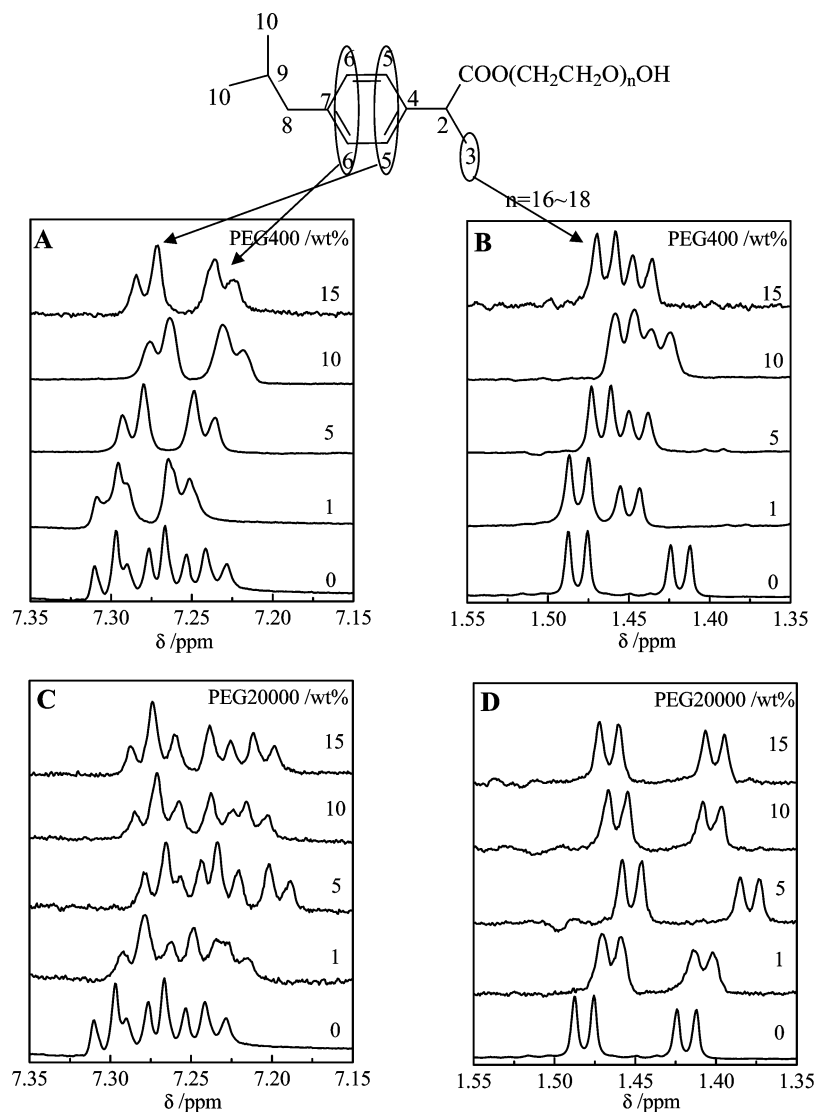 10
10
9
8
7
6
5
6
5
4
2
3
COO(CH₂CH₂O)ₙOH
n=16~18
A
PEG400 /wt%
15
10
5
1
0
7.35 7.30 7.25 7.20 7.15
δ /ppm
B
PEG400 /wt%
15
10
5
1
0
1.55 1.50 1.45 1.40 1.35
δ /ppm
C
PEG20000 /wt%
15
10
5
1
0
7.35 7.30 7.25 7.20 7.15
δ /ppm
D
PEG20000 /wt%
15
10
5
1
0
1.55 1.50 1.45 1.40 1.35
δ /ppm